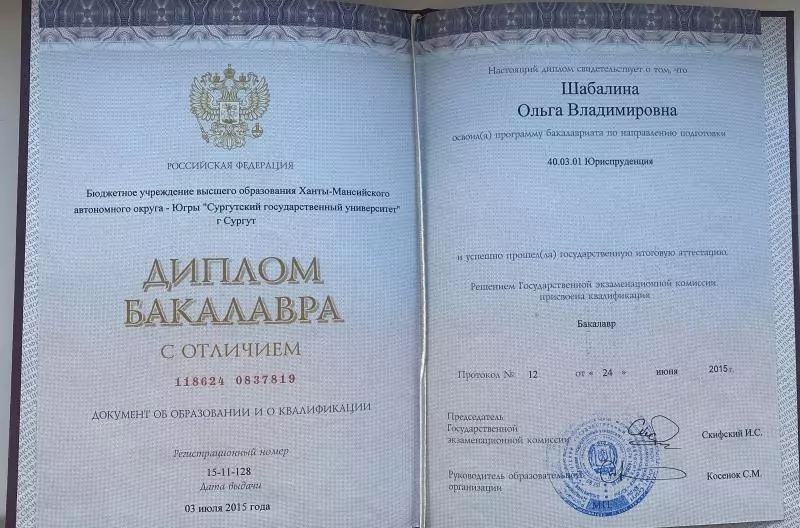 РОССИЙСКАЯ ФЕДЕРАЦИЯ
Бюджетное учреждение высшего образования Ханты-Мансийского
автономного округа - Югры "Сургутский государственный университет"
г Сургут
ДИПЛОМ
БАКАЛАВРА
С ОТЛИЧИЕМ
118624 0837819
ДОКУМЕНТ ОБ ОБРАЗОВАНИИ И О КВАЛИФИКАЦИИ
Регистрационный номер
15-11-128
Дата выдачи
03 июля 2015 года
Настоящий диплом свидетельствует о том, что
Шабалина
Ольга Владимировна
освоил(а) программу бакалавриата по направлению подготовки
40.03.01 Юриспруденция
и успешно прошел(ла) государственную итоговую аттестацию
Решением Государственной экзаменационной комиссии
присвоена квалификация
Бакалавр
Протокол № 12 от « 24 » июня 2015г.
Председатель
Государственной
экзаменационной комиссии
Скифский И.С.
Руководитель образовательной
организации
Косенок С.М.
М.П.